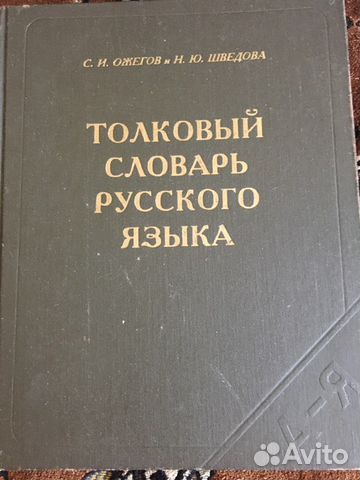 С. И. ОЖЕГОВ и Н. Ю. ШВЕДОВА
ТОЛКОВЫЙ
СЛОВАРЬ
РУССКОГО
ЯЗЫКА
Avito